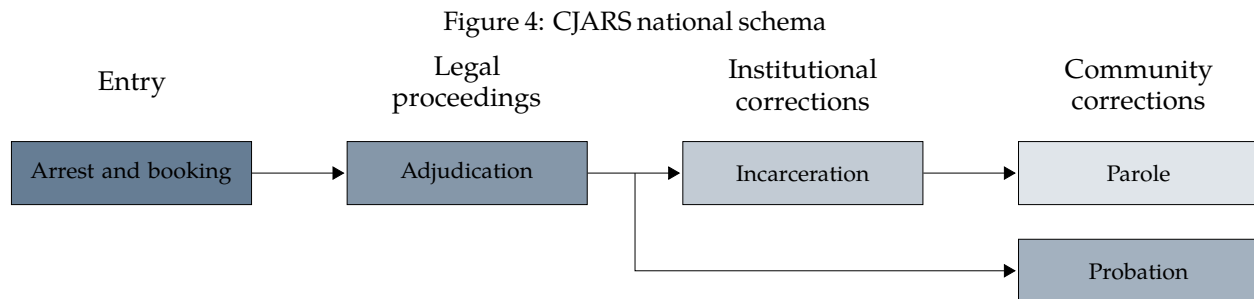 Figure 4: CJARS national schema
Entry
Legal
proceedings
Institutional
corrections
Community
corrections
Arrest and booking
Adjudication
Incarceration
Parole
Probation